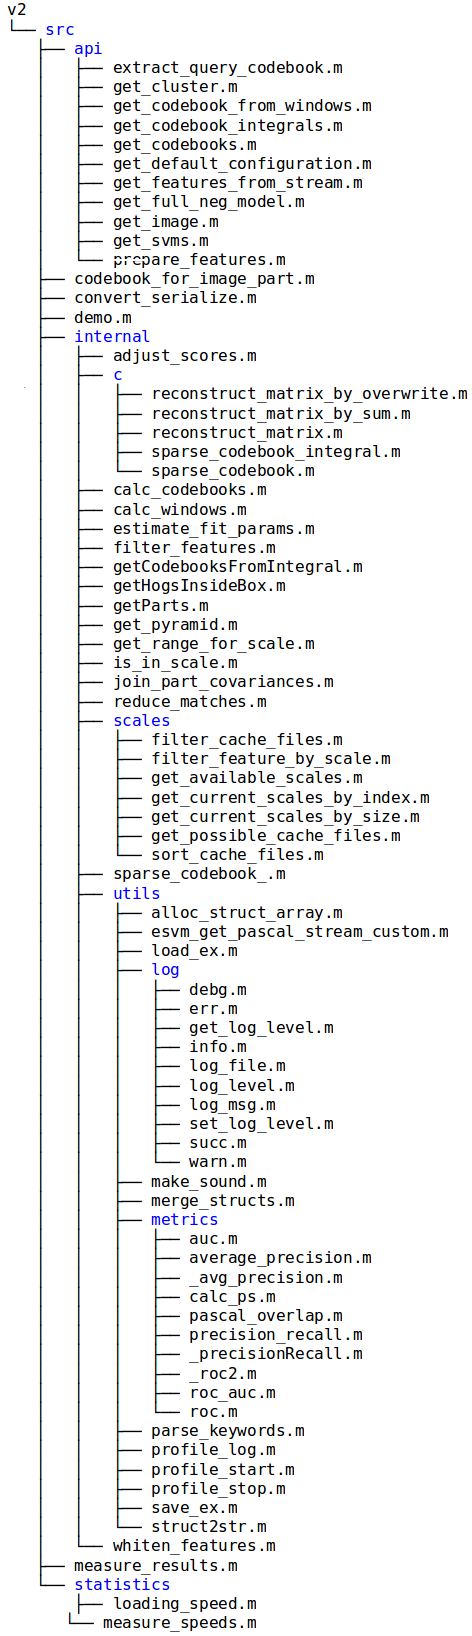 v2
src
api
extract_query_codebook.m
get_cluster.m
get_codebook_from_windows.m
get_codebook_integrals.m
get_codebooks.m
get_default_configuration.m
get_features_from_stream.m
get_full_neg_model.m
get_image.m
get_svms.m
prepare_features.m
codebook_for_image_part.m
convert_serialize.m
demo.m
internal
adjust_scores.m
c
reconstruct_matrix_by_overwrite.m
reconstruct_matrix_by_sum.m
reconstruct_matrix.m
sparse_codebook_integral.m
sparse_codebook.m
calc_codebooks.m
calc_windows.m
estimate_fit_params.m
filter_features.m
getCodebooksFromIntegral.m
getHogsInsideBox.m
getParts.m
get_pyramid.m
get_range_for_scale.m
is_in_scale.m
join_part_covariances.m
reduce_matches.m
scales
filter_cache_files.m
filter_feature_by_scale.m
get_available_scales.m
get_current_scales_by_index.m
get_current_scales_by_size.m
get_possible_cache_files.m
sort_cache_files.m
sparse_codebook_.m
utils
alloc_struct_array.m
esvm_get_pascal_stream_custom.m
load_ex.m
log
debg.m
err.m
get_log_level.m
info.m
log_file.m
log_level.m
log_msg.m
set_log_level.m
succ.m
warn.m
make_sound.m
merge_structs.m
metrics
auc.m
average_precision.m
_avg_precision.m
calc_ps.m
pascal_overlap.m
precision_recall.m
_precisionRecall.m
_roc2.m
roc_auc.m
roc.m
parse_keywords.m
profile_log.m
profile_start.m
profile_stop.m
save_ex.m
struct2str.m
whiten_features.m
measure_results.m
statistics
loading_speed.m
measure_speeds.m